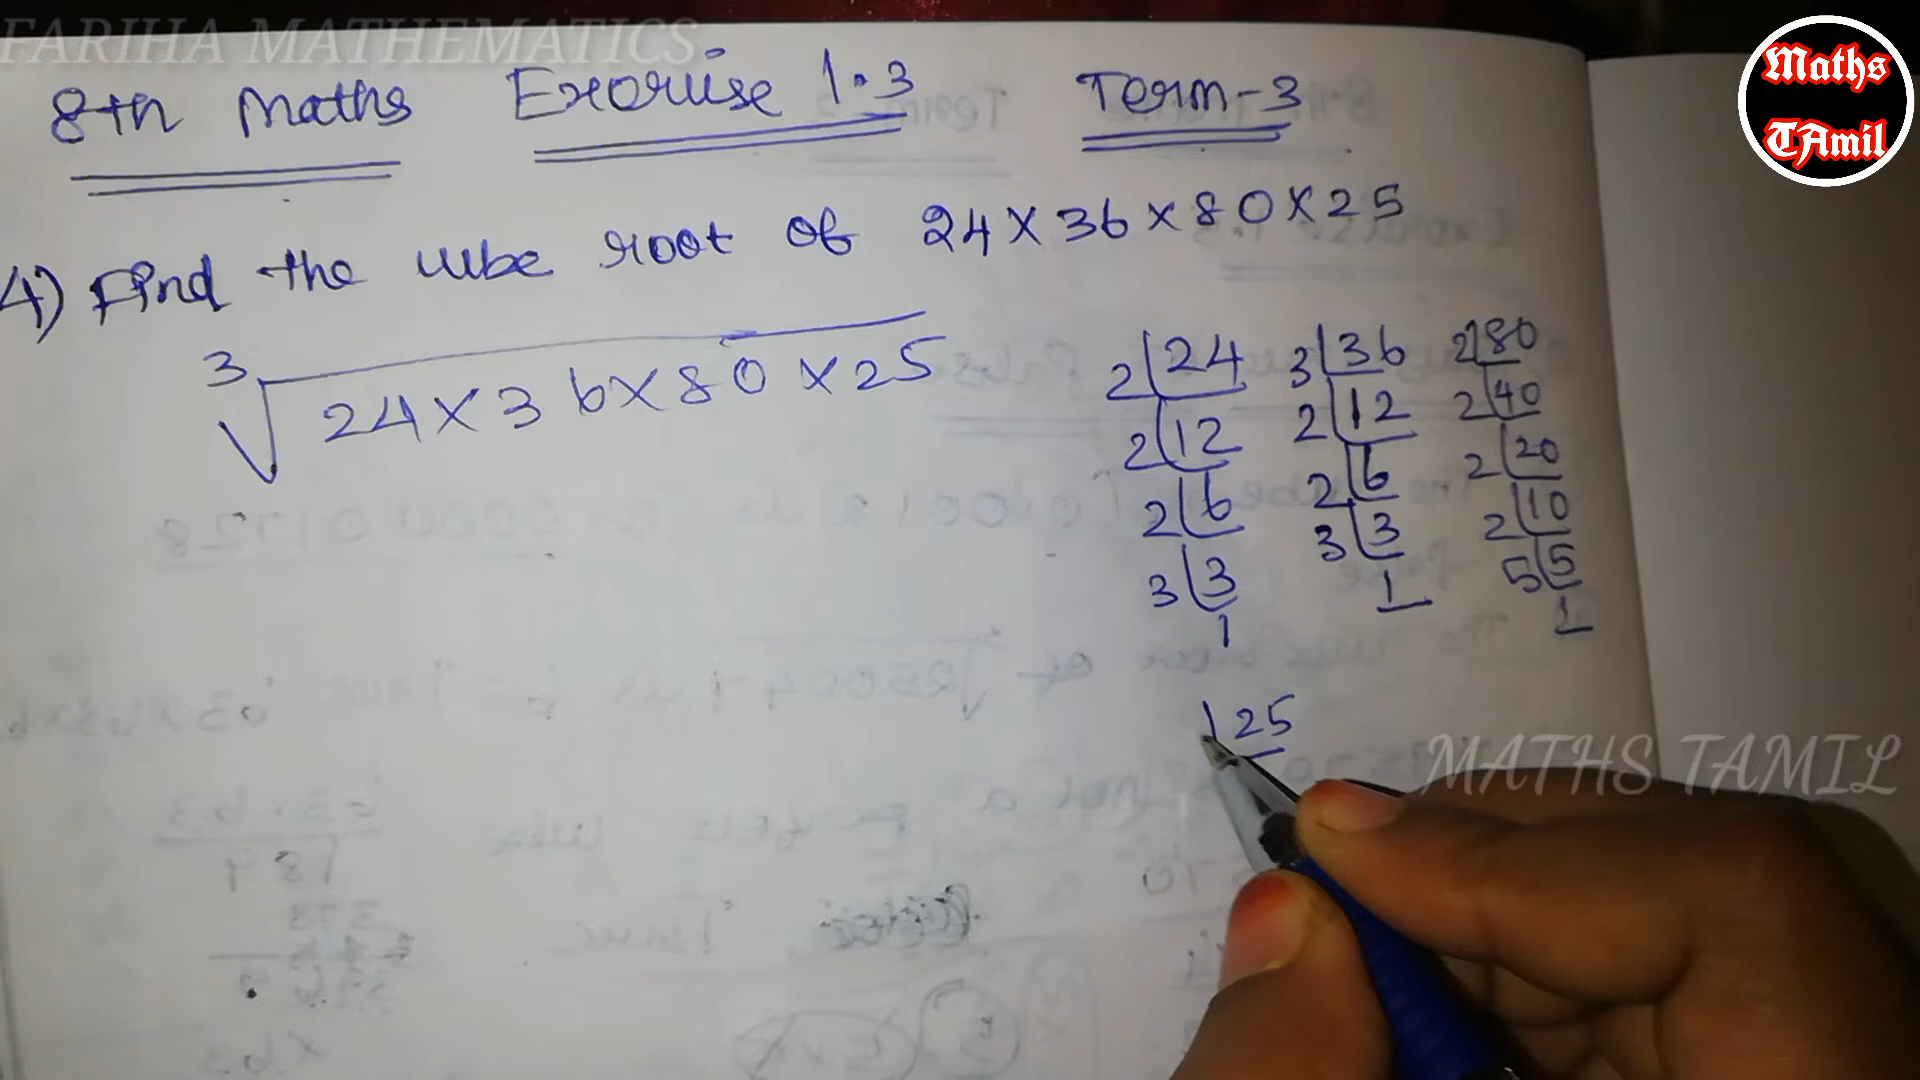 FARIHA MATHEMATICS
Maths
TAmil
8th Maths Exercise 1.3 Term-3
4) Find the cube root of 24×36×80×25
3√24×36×80×25
2 24 3 36 2 80
2 12 2 12 2 40
2 6 2 6 2 20
3 3 3 3 2 10
1 1 5 5
1
25
MATHS TAMIL